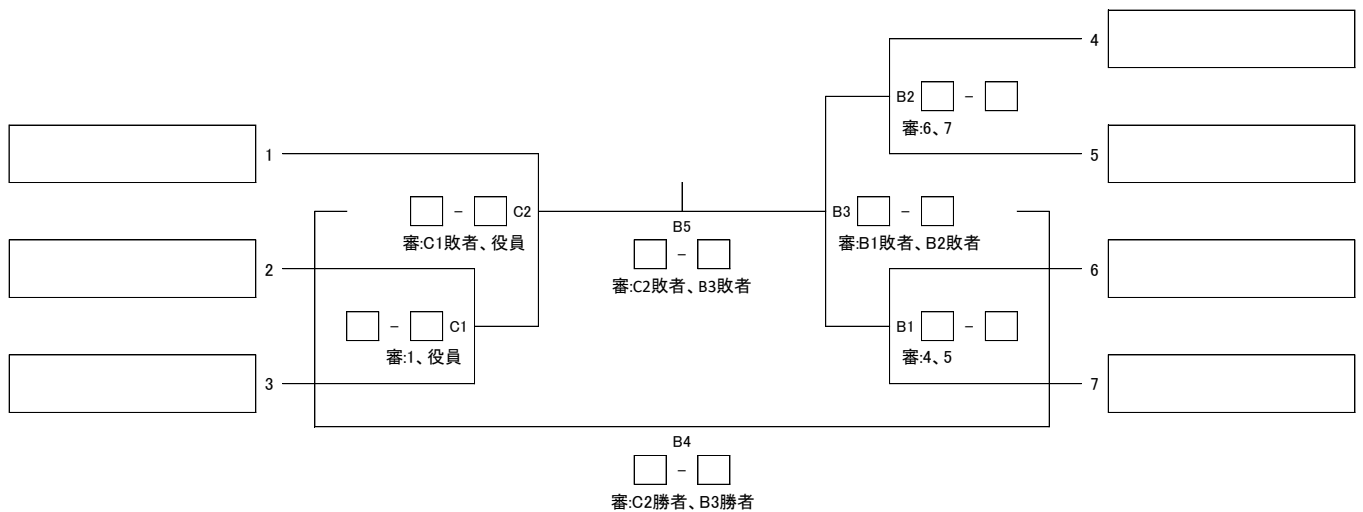 4
B2 －
審:6、7
1
5
－ C2
審:C1敗者、役員
B5
－
審:C2敗者、B3敗者
B3 －
審:B1敗者、B2敗者
2
6
－ C1
審:1、役員
B1 －
審:4、5
3
7
B4
－
審:C2勝者、B3勝者